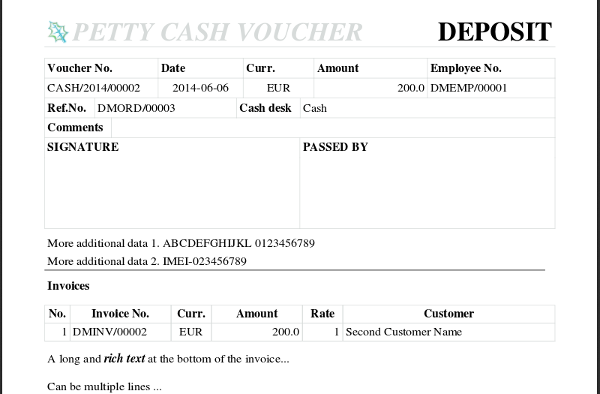 PETTY CASH VOUCHER DEPOSIT
Voucher No. Date Curr. Amount Employee No.
CASH/2014/00002 2014-06-06 EUR 200.0 DMEMP/00001
Ref.No. DMORD/00003 Cash desk Cash
Comments
SIGNATURE PASSED BY
More additional data 1. ABCDEFGHIJKL 0123456789
More additional data 2. IMEI-023456789
Invoices
No. Invoice No. Curr. Amount Rate Customer
1 DMINV/00002 EUR 200.0 1 Second Customer Name
A long and rich text at the bottom of the invoice...
Can be multiple lines ...